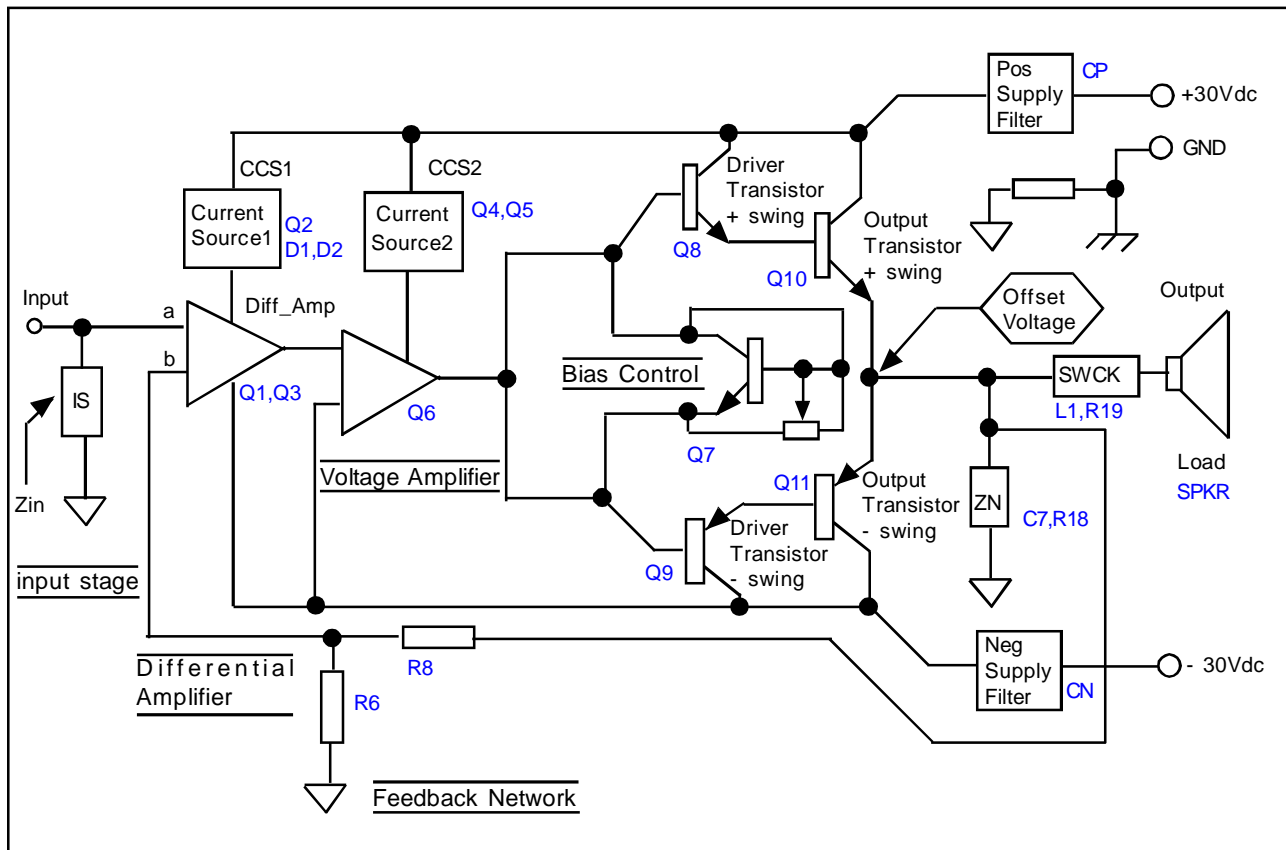 Pos
Supply
Filter
CP
+30Vdc
GND
CCS1
CCS2
Driver
Transistor
+ swing
Current
Source1
Q2
D1,D2
Current
Source2
Q4,Q5
Q8
Output
Transistor
+ swing
Q10
Input
a
Diff_Amp
Offset
Voltage
Output
b
Bias Control
SWCK
IS
Q1,Q3
Q6
L1,R19
Q7
Zin
Voltage Amplifier
Q11
Output
Transistor
- swing
Load
SPKR
ZN
C7,R18
Driver
Transistor
- swing
Q9
input stage
Differential
Amplifier
R8
R6
Neg
Supply
Filter
CN
- 30Vdc
Feedback Network